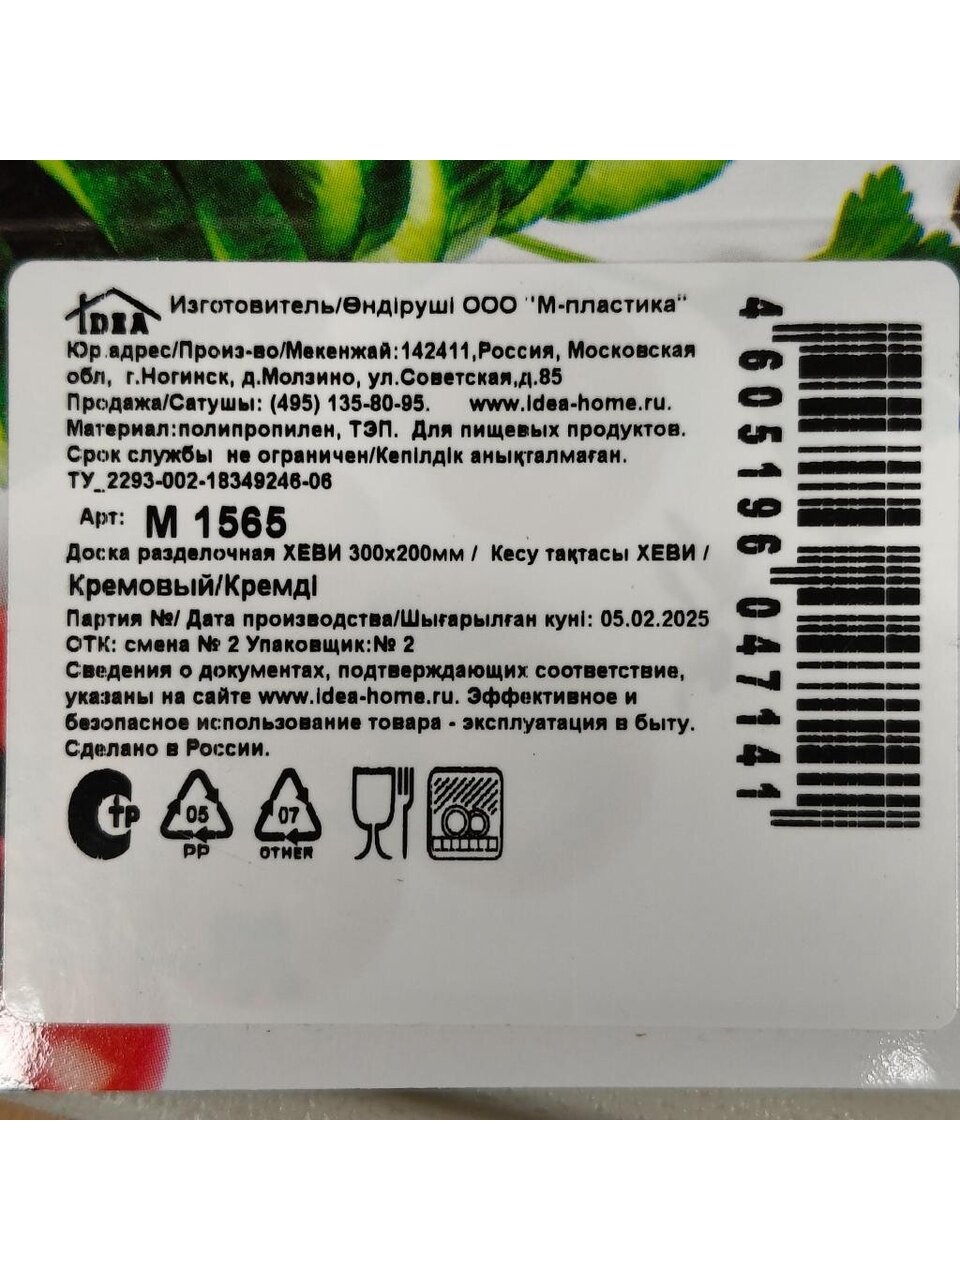 IDEA
Изготовитель/Өндіруші ООО "М-пластика"
Юр.адрес/Произ-во/Мекенжай:142411,Россия, Московская
обл, г.Ногинск, д.Молзино, ул.Советская,д.85
Продажа/Сатушы: (495) 135-80-95. www.idea-home.ru.
Материал:полипропилен, ТЭП. Для пищевых продуктов.
Срок службы не ограничен/Кепілдік анықталмаған.
ТУ_2293-002-18349246-06
Арт: М 1565
Доска разделочная ХЕВИ 300х200мм / Кесу тақтасы ХЕВИ /
Кремовый/Кремді
Партия №/ Дата производства/Шығарылған куні: 05.02.2025
ОТК: смена № 2 Упаковщик:№ 2
Сведения о документах, подтверждающих соответствие,
указаны на сайте www.idea-home.ru. Эффективное и
безопасное использование товара - эксплуатация в быту.
Сделано в России.
СТР
05
PP
07
OTHER
4605196047141